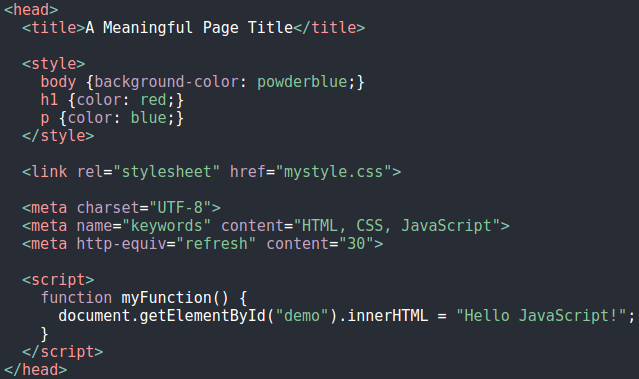 <head>
  <title>A Meaningful Page Title</title>

  <style>
    body {background-color: powderblue;}
    h1 {color: red;}
    p {color: blue;}
  </style>

  <link rel="stylesheet" href="mystyle.css">

  <meta charset="UTF-8">
  <meta name="keywords" content="HTML, CSS, JavaScript">
  <meta http-equiv="refresh" content="30">

  <script>
    function myFunction() {
      document.getElementById("demo").innerHTML = "Hello JavaScript!";
    }
  </script>
</head>